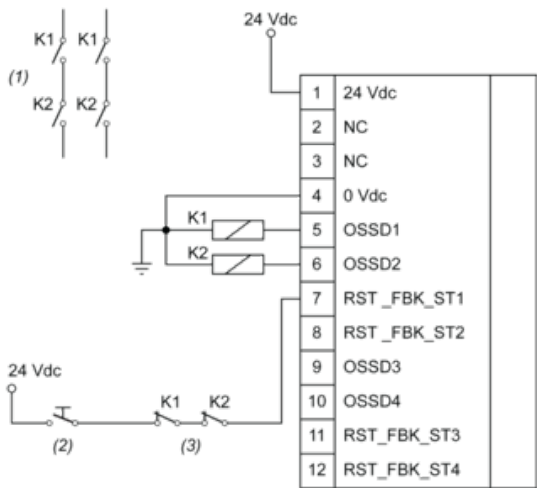 24 Vdc
K1 K1
(1)
K2 K2
1 24 Vdc
2 NC
3 NC
4 0 Vdc
K1
5 OSSD1
K2
6 OSSD2
7 RST _FBK_ST1
8 RST _FBK_ST2
9 OSSD3
10 OSSD4
11 RST_FBK_ST3
12 RST_FBK_ST4
24 Vdc
K1 K2
(2) (3)